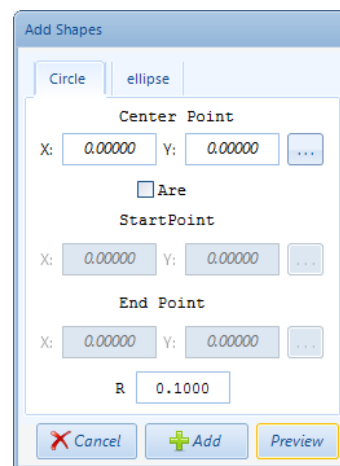 Add Shapes
Circle ellipse
Center Point
X: 0.00000 Y: 0.00000 ...
Are
StartPoint
X: 0.00000 Y: 0.00000 ...
End Point
X: 0.00000 Y: 0.00000 ...
R 0.1000
Cancel Add Preview